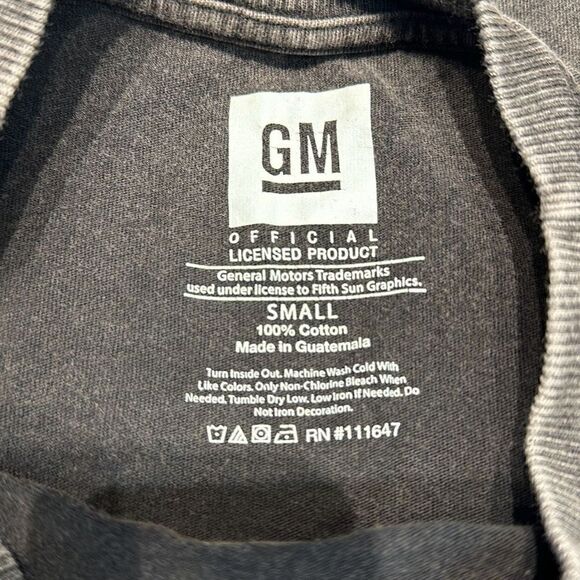 GM
OFFICIAL
LICENSED PRODUCT
General Motors Trademarks
used under license to Fifth Sun Graphics.
SMALL
100% Cotton
Made in Guatemala
Turn Inside Out. Machine Wash Cold With
Like Colors. Only Non-Chlorine Bleach When
Needed. Tumble Dry Low. Low Iron If Needed. Do
Not Iron Decoration.
RN #111647